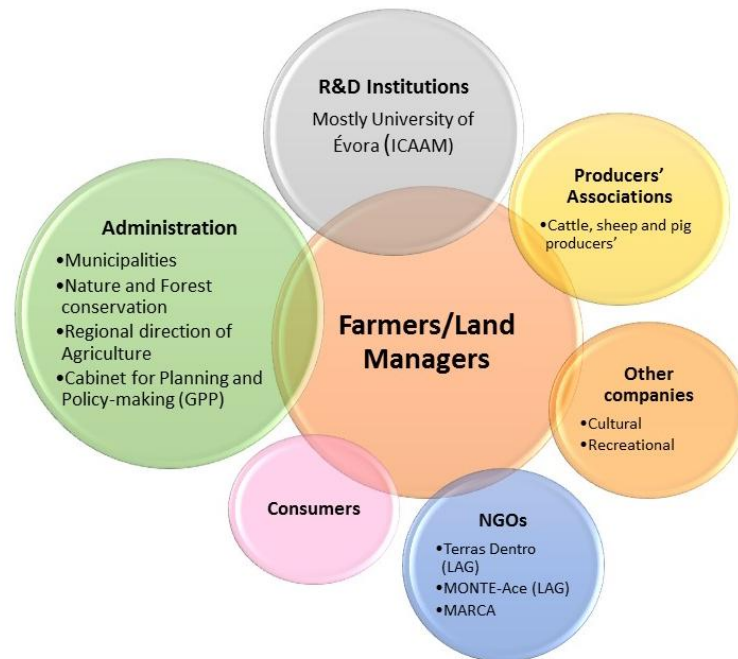 R&D Institutions
Mostly University of
Évora (ICAAM)
Producers’
Associations
•Cattle, sheep and pig
producers’
Administration
•Municipalities
•Nature and Forest
conservation
•Regional direction of
Agriculture
•Cabinet for Planning and
Policy-making (GPP)
Farmers/Land
Managers
Other
companies
•Cultural
•Recreational
Consumers
NGOs
•Terras Dentro
(LAG)
•MONTE-Ace (LAG)
•MARCA